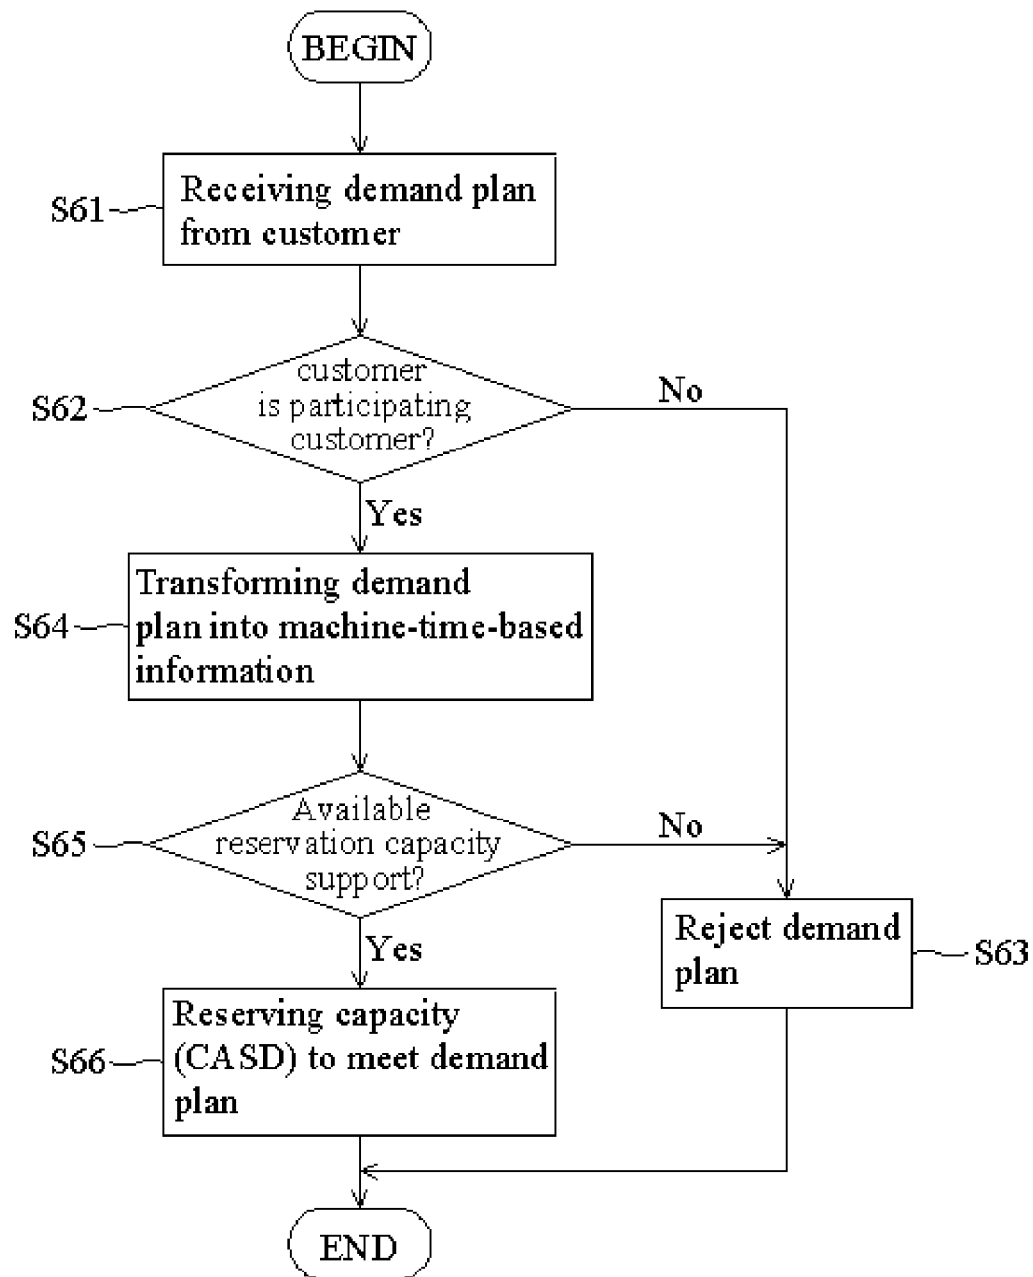 BEGIN
S61
Receiving demand plan
from customer
S62
customer
is participating
customer?
No
Yes
S64
Transforming demand
plan into machine-time-based
information
S65
Available
reservation capacity
support?
No
Yes
Reject demand
plan
S63
S66
Reserving capacity
(CASD) to meet demand
plan
END